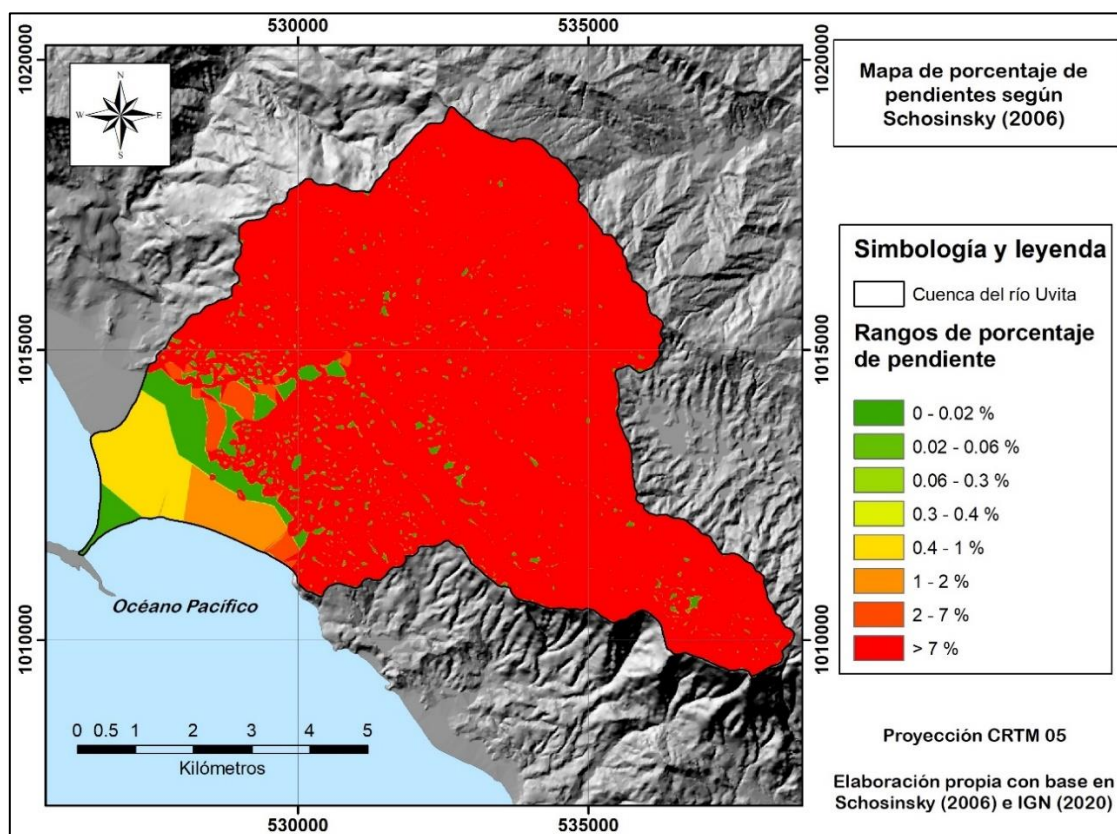 530000
535000
1020000
1020000
N
W
E
S
Mapa de porcentaje de
pendientes según
Schosinsky (2006)
Simbología y leyenda
Cuenca del río Uvita
Rangos de porcentaje
de pendiente
0 - 0.02 %
0.02 - 0.06 %
0.06 - 0.3 %
0.3 - 0.4 %
0.4 - 1 %
1 - 2 %
2 - 7 %
> 7 %
1015000
1015000
1010000
1010000
Océano Pacífico
0 0.5 1 2 3 4 5
Kilómetros
Proyección CRTM 05
Elaboración propia con base en
Schosinsky (2006) e IGN (2020)
530000
535000